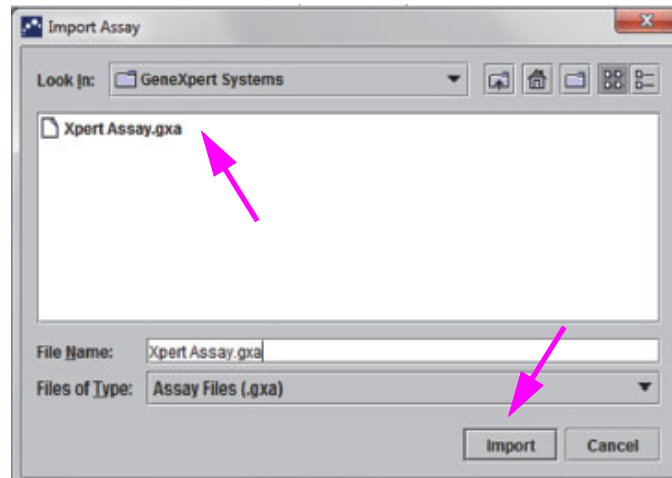 Import Assay
Look In: GeneXpert Systems
Xpert Assay.gxa
File Name: Xpert Assay.gxa
Files of Type: Assay Files (.gxa)
Import Cancel